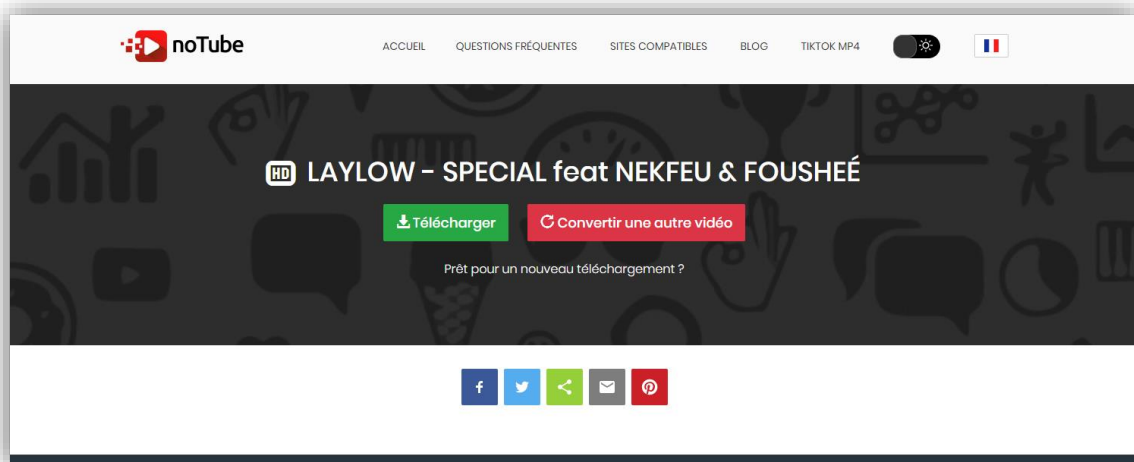 noTube
ACCUEIL QUESTIONS FRÉQUENTES SITES COMPATIBLES BLOG TIKTOK MP4
HD LAYLOW - SPECIAL feat NEKFEU & FOUSHEÉ
Télécharger Convertir une autre vidéo
Prêt pour un nouveau téléchargement ?